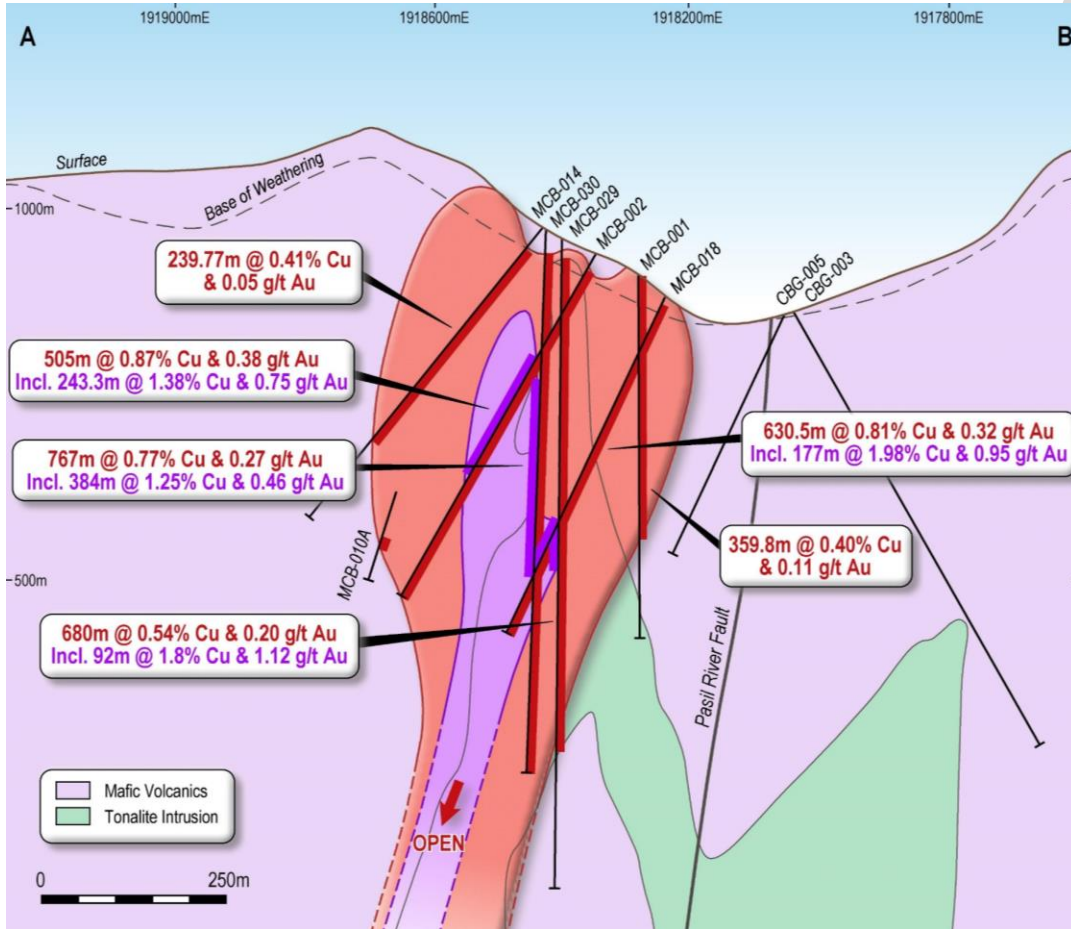 1919000mE
1918600mE
1918200mE
1917800mE
A
B
Surface
Base of Weathering
1000m
500m
MCB-014
MCB-030
MCB-029
MCB-002
MCB-001
MCB-018
CBG-005
CBG-003
239.77m @ 0.41% Cu
& 0.05 g/t Au
505m @ 0.87% Cu & 0.38 g/t Au
Incl. 243.3m @ 1.38% Cu & 0.75 g/t Au
767m @ 0.77% Cu & 0.27 g/t Au
Incl. 384m @ 1.25% Cu & 0.46 g/t Au
630.5m @ 0.81% Cu & 0.32 g/t Au
Incl. 177m @ 1.98% Cu & 0.95 g/t Au
359.8m @ 0.40% Cu
& 0.11 g/t Au
MCB-010A
680m @ 0.54% Cu & 0.20 g/t Au
Incl. 92m @ 1.8% Cu & 1.12 g/t Au
Pasil River Fault
OPEN
Mafic Volcanics
Tonalite Intrusion
0
250m